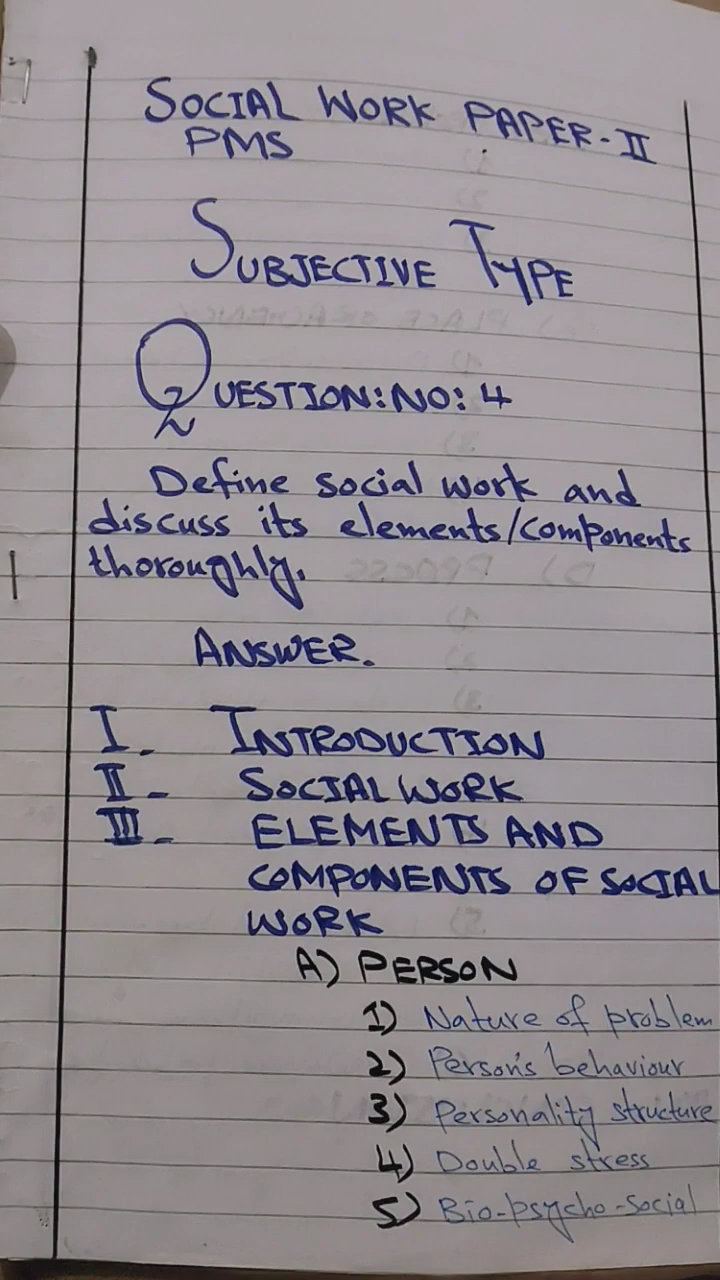 SOCIAL WORK PAPER-II
PMS
SUBJECTIVE TYPE
QUESTION:NO: 4
Define social work and
discuss its elements/components
thoroughly.
ANSWER.
I. INTRODUCTION
II- SOCIAL WORK
III- ELEMENTS AND
COMPONENTS OF SOCIAL
WORK
A) PERSON
1) Nature of problem
2) Person's behaviour
3) Personality structure
4) Double stress
5) Bio-psycho-social